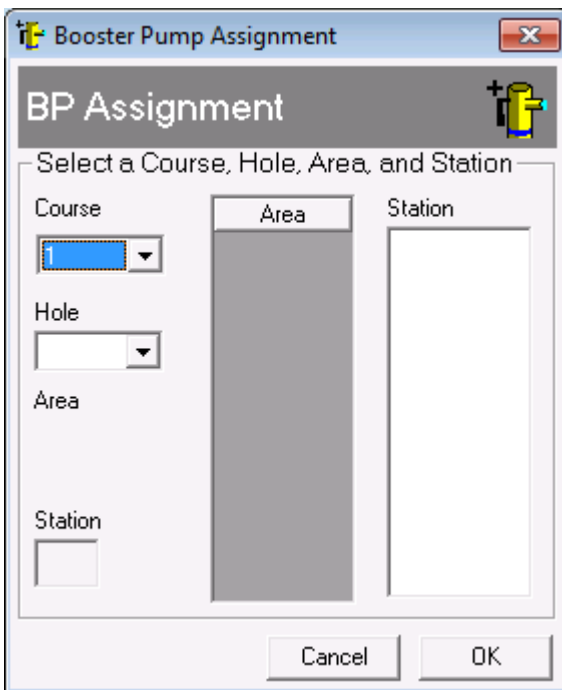 Booster Pump Assignment
BP Assignment
Select a Course, Hole, Area, and Station
Course
1
Hole
Area
Station
Area
Station
Cancel
OK